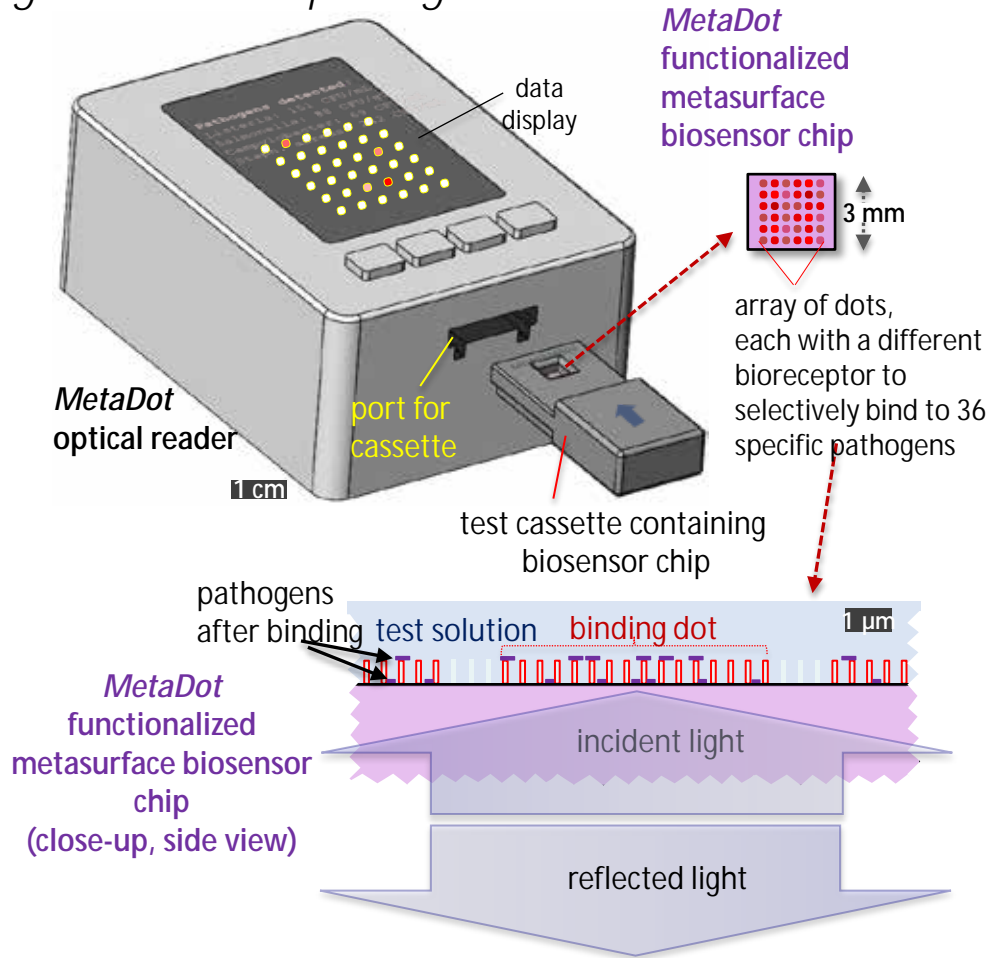 data
display
MetaDot
functionalized
metasurface
biosensor chip
Pathogens detected:
3 mm
array of dots,
each with a different
bioreceptor to
selectively bind to 36
specific pathogens
MetaDot
optical reader
port for
cassette
1 cm
test cassette containing
biosensor chip
pathogens
after binding
test solution
binding dot
1 µm
MetaDot
functionalized
metasurface biosensor
chip
(close-up, side view)
incident light
reflected light